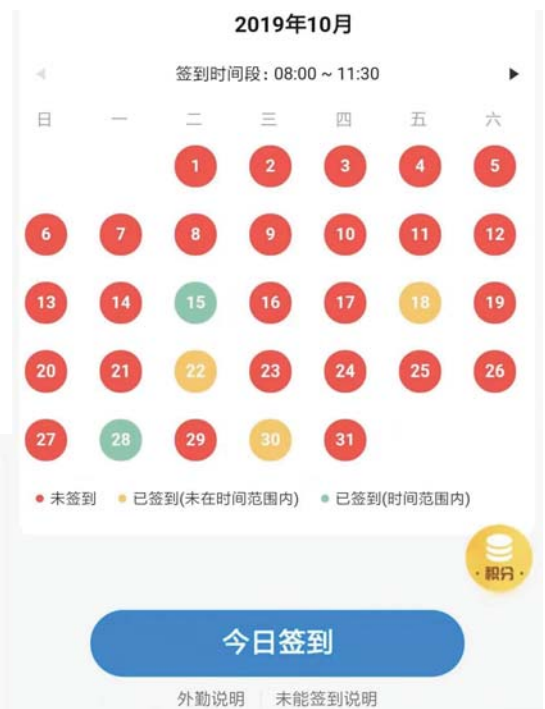 2019年10月
签到时间段：08:00 ~ 11:30
日 一 二 三 四 五 六
1 2 3 4 5
6 7 8 9 10 11 12
13 14 15 16 17 18 19
20 21 22 23 24 25 26
27 28 29 30 31
未签到 已签到(未在时间范围内) 已签到(时间范围内)
·积分·
今日签到
外勤说明 未能签到说明